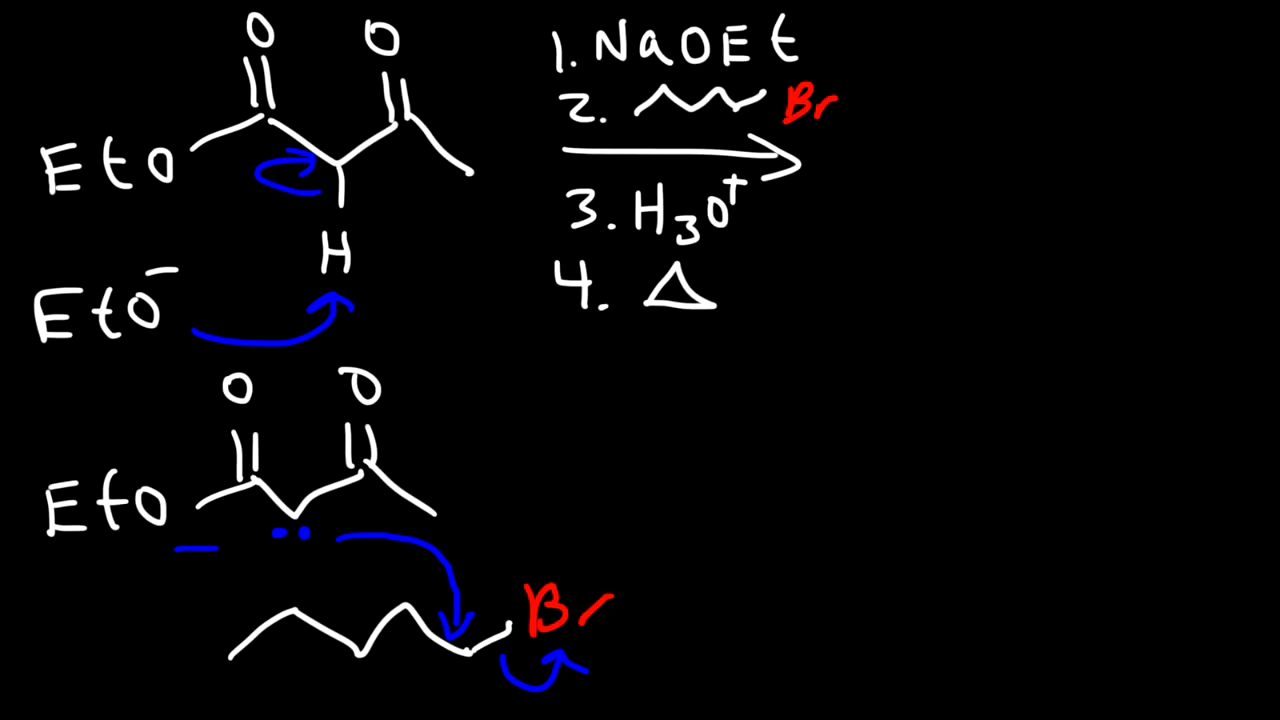 O O
EtO
H
EtO⁻
1. NaOEt
2. Br
3. H₃O⁺
4. Δ
O O
EtO
Br